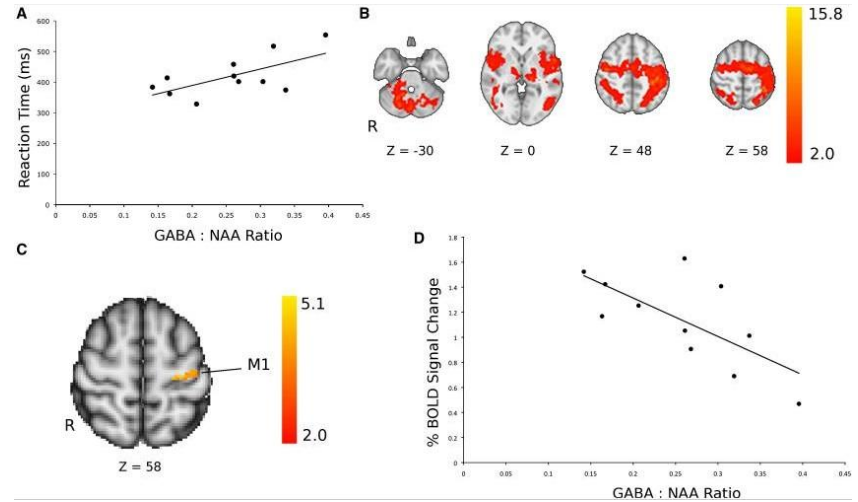 A
Reaction Time (ms)
600
500
400
300
200
100
0
0 0.05 0.1 0.15 0.2 0.25 0.3 0.35 0.4 0.45
GABA : NAA Ratio
B
R
Z = -30 Z = 0 Z = 48 Z = 58
15.8
2.0
C
R
M1
Z = 58
5.1
2.0
D
% BOLD Signal Change
1.8
1.6
1.4
1.2
1
0.8
0.6
0.4
0.2
0
0 0.05 0.1 0.15 0.2 0.25 0.3 0.35 0.4 0.45
GABA : NAA Ratio